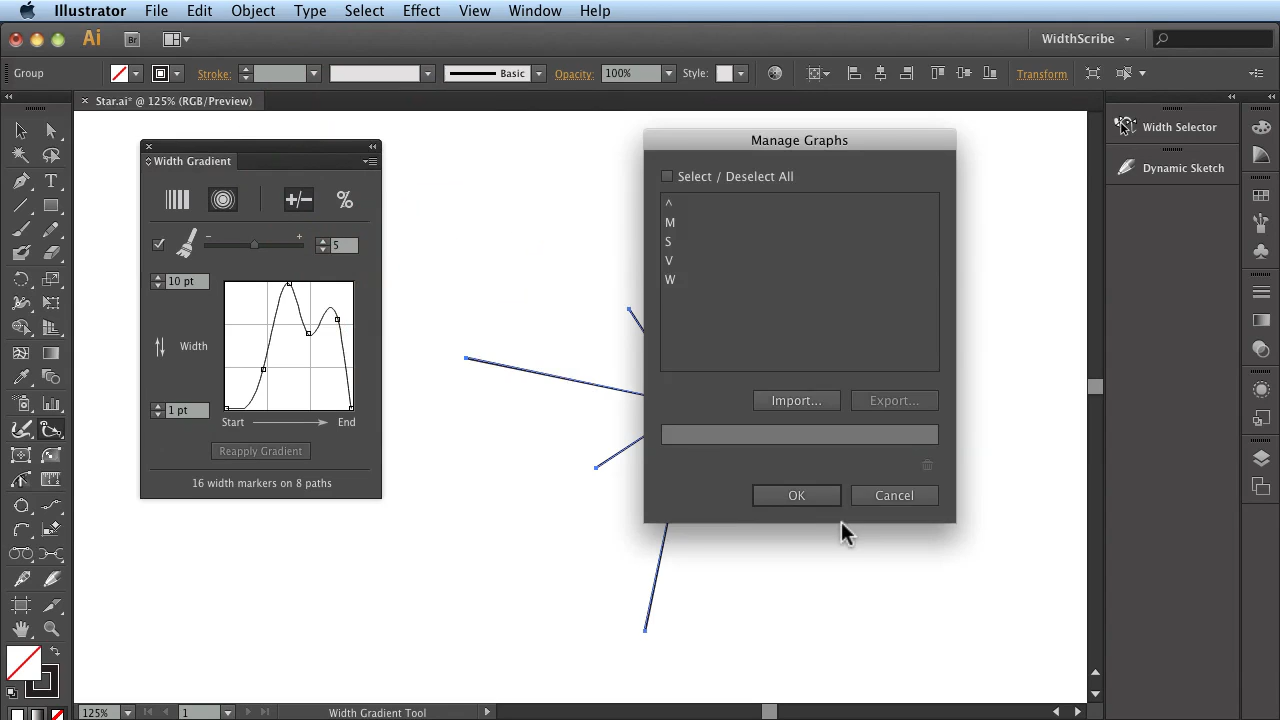 Illustrator File Edit Object Type Select Effect View Window Help
Ai Br WidthScribe
Group Stroke: Basic Opacity: 100% Style: Transform
× Star.ai* @ 125% (RGB/Preview)
Width Gradient
+/- %
− + 5
10 pt
Width
1 pt
Start End
Reapply Gradient
16 width markers on 8 paths
Manage Graphs
Select / Deselect All
^
M
S
V
W
Import... Export...
OK Cancel
Width Selector
Dynamic Sketch
125% 1 Width Gradient Tool